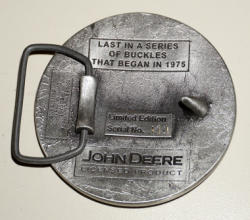 LAST IN A SERIES
OF BUCKLES
THAT BEGAN IN 1975
Limited Edition
Serial No.
JOHN DEERE
LICENSED PRODUCT